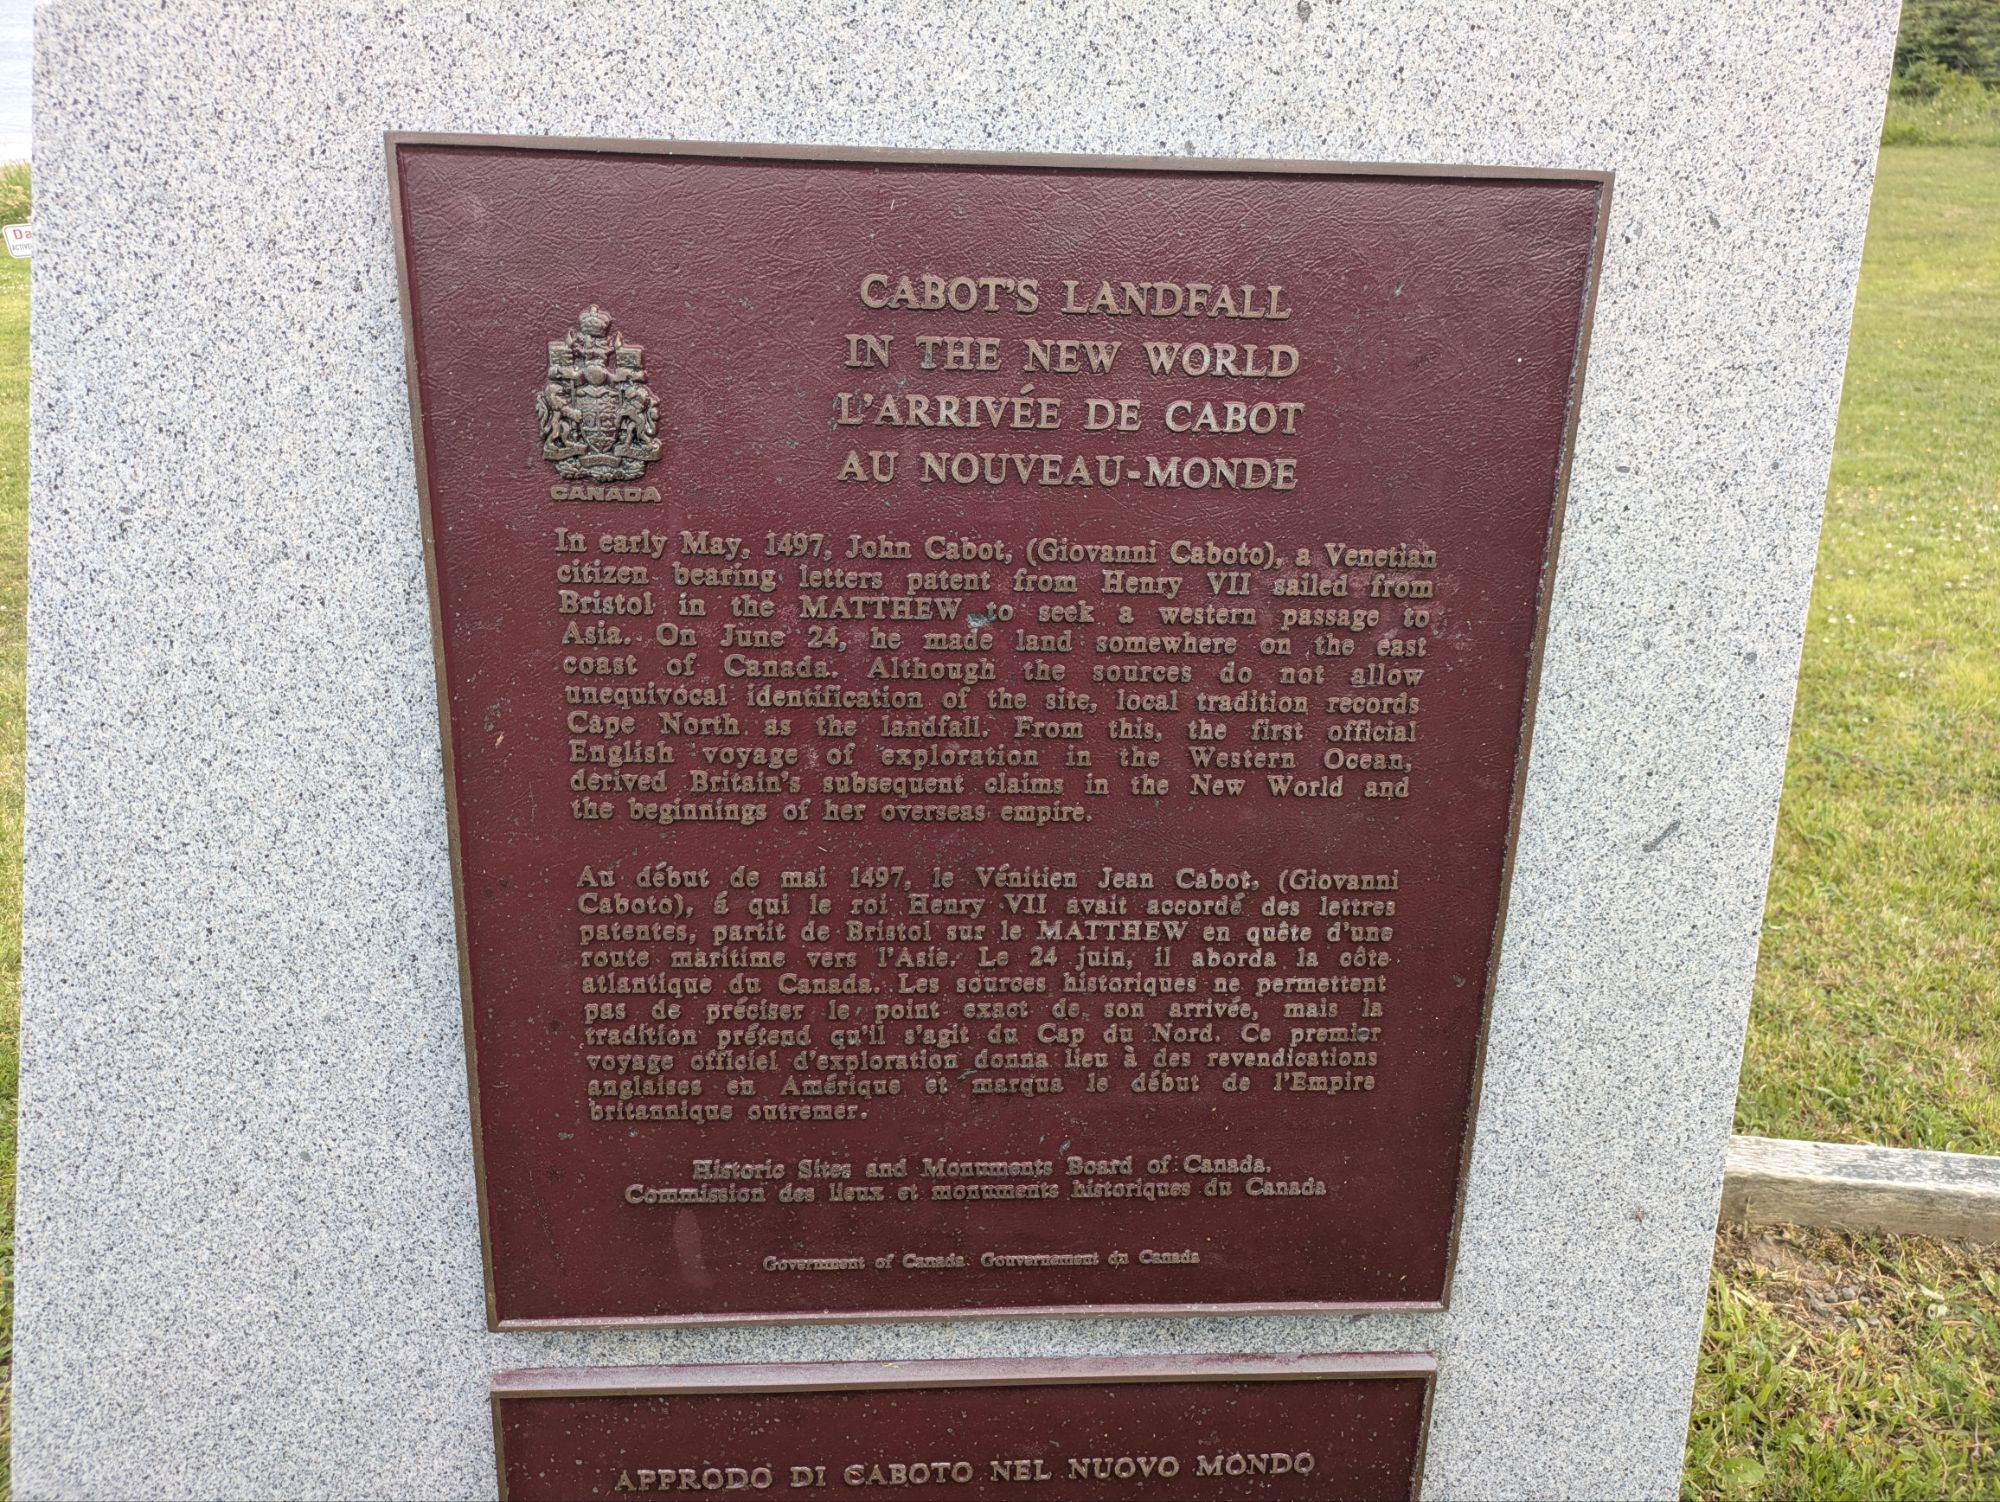 Da
ACTIVE
CABOT'S LANDFALL
IN THE NEW WORLD
L'ARRIVÉE DE CABOT
AU NOUVEAU-MONDE
CANADA
In early May, 1497, John Cabot, (Giovanni Caboto), a Venetian
citizen bearing letters patent from Henry VII sailed from
Bristol in the MATTHEW to seek a western passage to
Asia. On June 24, he made land somewhere on the east
coast of Canada. Although the sources do not allow
unequivocal identification of the site, local tradition records
Cape North as the landfall. From this, the first official
English voyage of exploration in the Western Ocean,
derived Britain's subsequent claims in the New World and
the beginnings of her overseas empire.
Au début de mai 1497, le Vénitien Jean Cabot, (Giovanni
Caboto), á qui le roi Henry VII avait accordé des lettres
patentes, partit de Bristol sur le MATTHEW en quête d'une
route maritime vers l'Asie. Le 24 juin, il aborda la côte
atlantique du Canada. Les sources historiques ne permettent
pas de préciser le point exact de son arrivée, mais la
tradition prétend qu'il s'agit du Cap du Nord. Ce premier
voyage officiel d'exploration donna lieu à des revendications
anglaises en Amérique et marqua le début de l'Empire
britannique outremer.
Historic Sites and Monuments Board of Canada.
Commission des lieux et monuments historiques du Canada
Government of Canada Gouvernement du Canada
APPRODO DI CABOTO NEL NUOVO MONDO